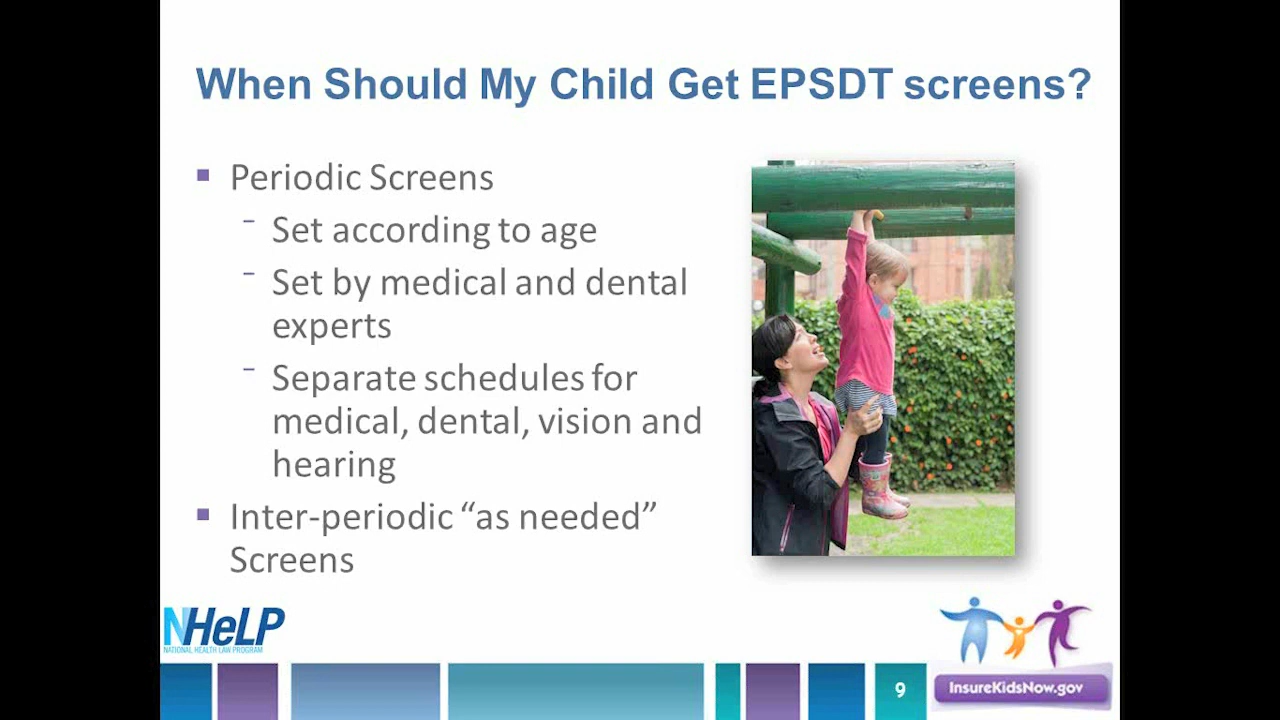 When Should My Child Get EPSDT screens?
Periodic Screens
Set according to age
Set by medical and dental
experts
Separate schedules for
medical, dental, vision and
hearing
Inter-periodic “as needed”
Screens
NHeLP
NATIONAL HEALTH LAW PROGRAM
9
InsureKidsNow.gov